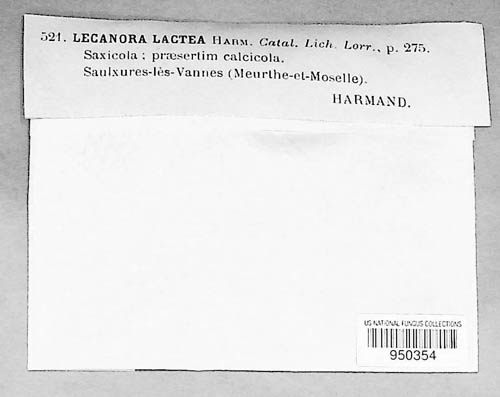 521. LECANORA LACTEA HARM. Catal. Lich. Lorr., p. 275.
Saxicola ; præsertim calcicola.
Saulxures-lès-Vannes (Meurthe-et-Moselle).
HARMAND.
US NATIONAL FUNGUS COLLECTIONS
950354